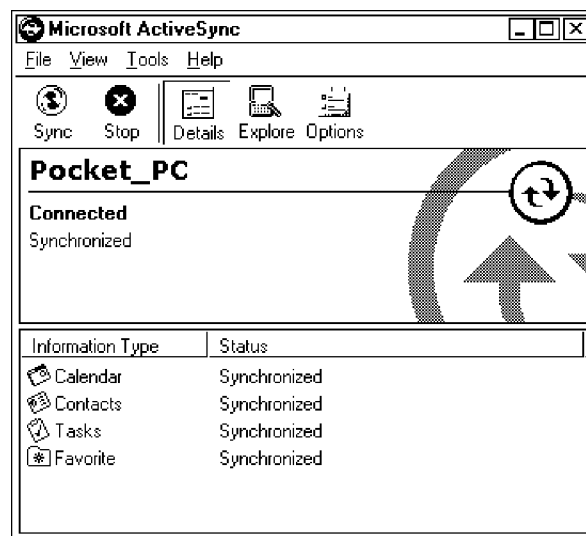 Microsoft ActiveSync
File View Tools Help
Sync Stop Details Explore Options
Pocket_PC
Connected
Synchronized
Information Type Status
Calendar Synchronized
Contacts Synchronized
Tasks Synchronized
Favorite Synchronized